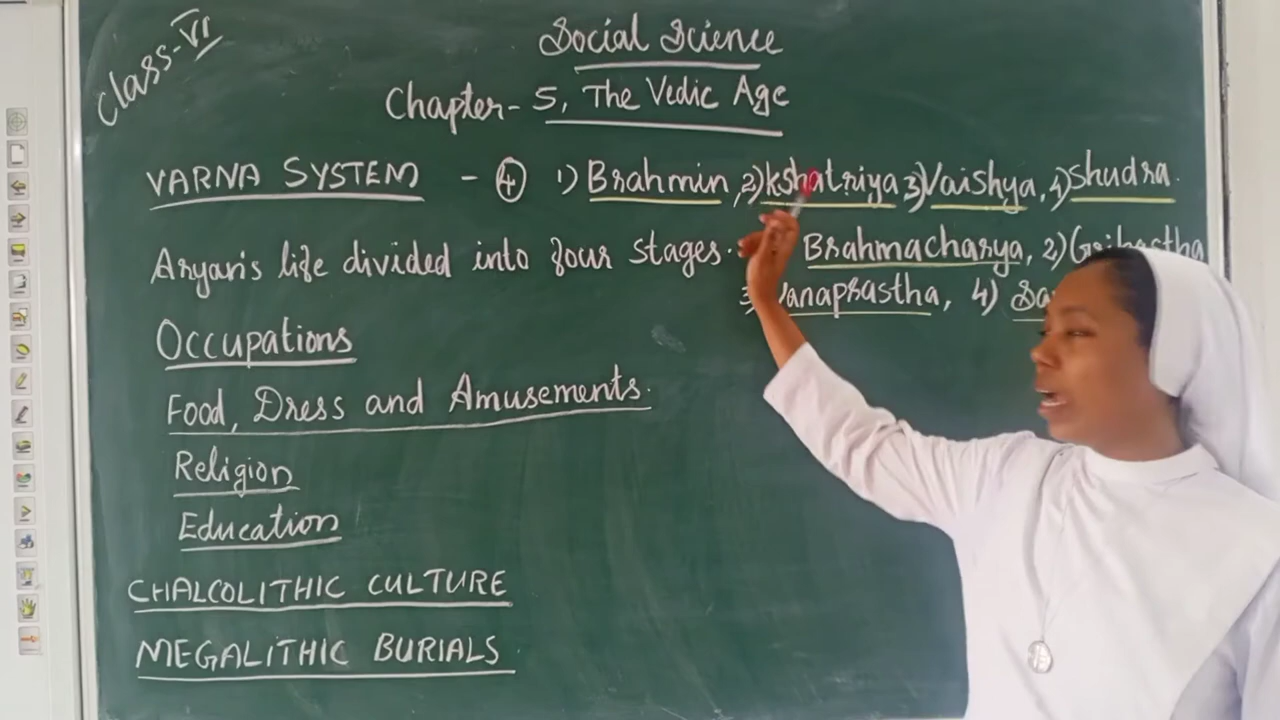 Class-VI
Social Science
Chapter- 5, The Vedic Age
VARNA SYSTEM - 4 1) Brahmin, 2) Kshatriya 3) Vaishya, 4) Shudra.
Aryan's life divided into four stages. Brahmacharya, 2) Grihastha
3) Vanaprastha, 4)
Occupations
Food, Dress and Amusements.
Religion
Education
CHALCOLITHIC CULTURE
MEGALITHIC BURIALS